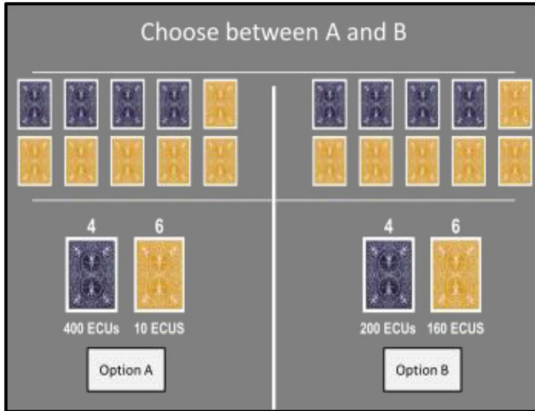 Choose between A and B
4 6
400 ECUs 10 ECUS
Option A
4 6
200 ECUs 160 ECUS
Option B